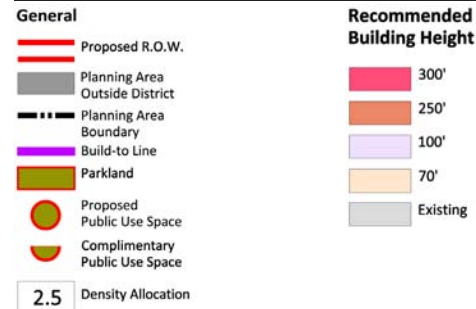 General
Proposed R.O.W.
Planning Area
Outside District
Planning Area
Boundary
Build-to Line
Parkland
Proposed
Public Use Space
Complimentary
Public Use Space
2.5 Density Allocation
Recommended
Building Height
300'
250'
100'
70'
Existing